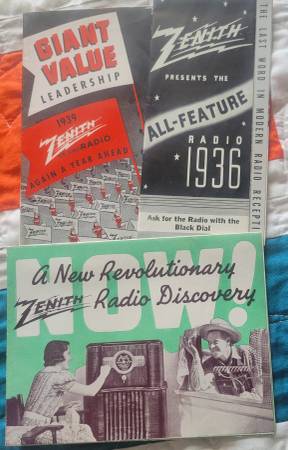 GIANT
VALUE
LEADERSHIP
1939
ZENITH
RADIO
AGAIN A YEAR AHEAD
ZENITH
PRESENTS THE
ALL-FEATURE
RADIO
1936
Ask for the Radio with the
Black Dial
THE LAST WORD IN MODERN RADIO RECEPTI
NOW!
A New Revolutionary
ZENITH Radio Discovery